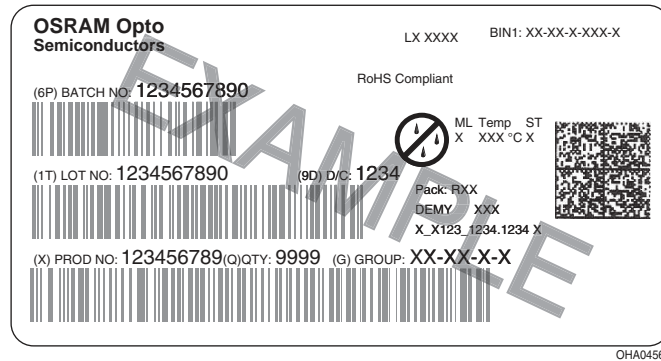 OSRAM Opto
Semiconductors
LX XXXX
BIN1: XX-XX-X-XXX-X
RoHS Compliant
(6P) BATCH NO: 1234567890
ML Temp ST
X XXX °C X
(1T) LOT NO: 1234567890 (9D) D/C: 1234
Pack: RXX
DEMY XXX
X_X123_1234.1234 X
(X) PROD NO: 123456789(Q)QTY: 9999 (G) GROUP: XX-XX-X-X
EXAMPLE